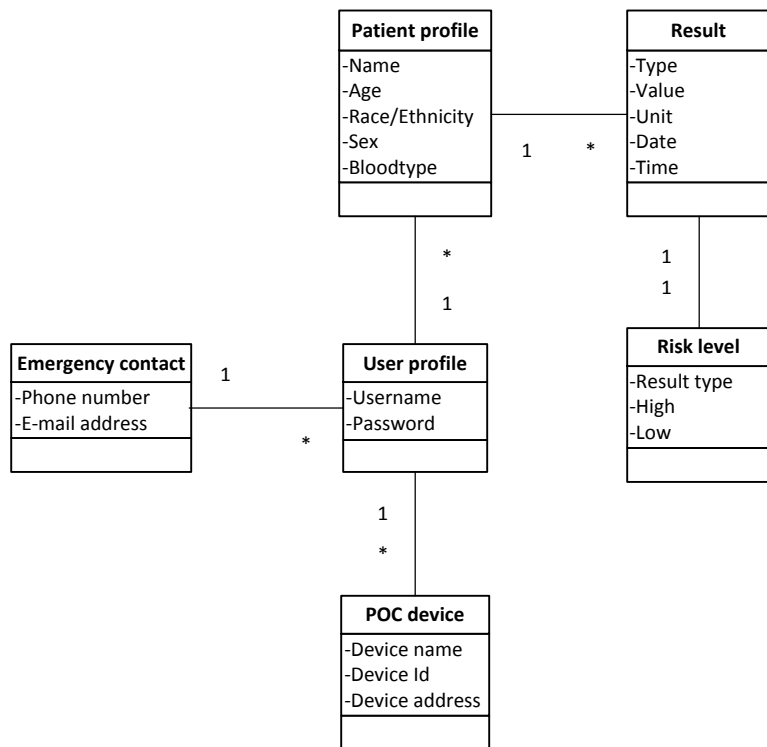 Patient profile
-Name
-Age
-Race/Ethnicity
-Sex
-Bloodtype
Result
-Type
-Value
-Unit
-Date
-Time
1
*
*
1
1
1
Emergency contact
-Phone number
-E-mail address
1
*
User profile
-Username
-Password
Risk level
-Result type
-High
-Low
1
*
POC device
-Device name
-Device Id
-Device address